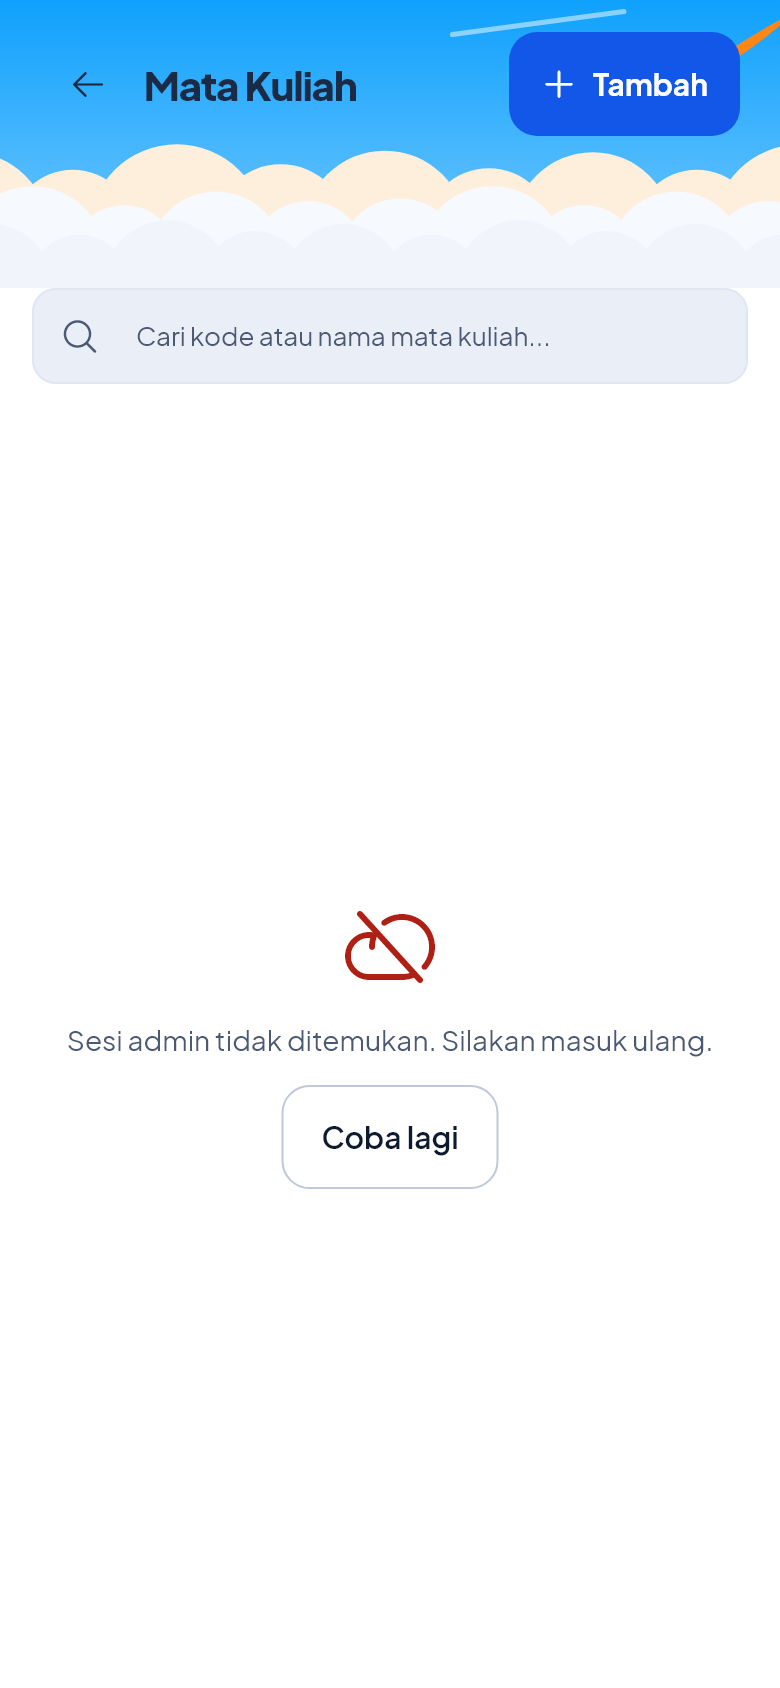 Mata Kuliah
Tambah
Cari kode atau nama mata kuliah...
Sesi admin tidak ditemukan. Silakan masuk ulang.
Coba lagi